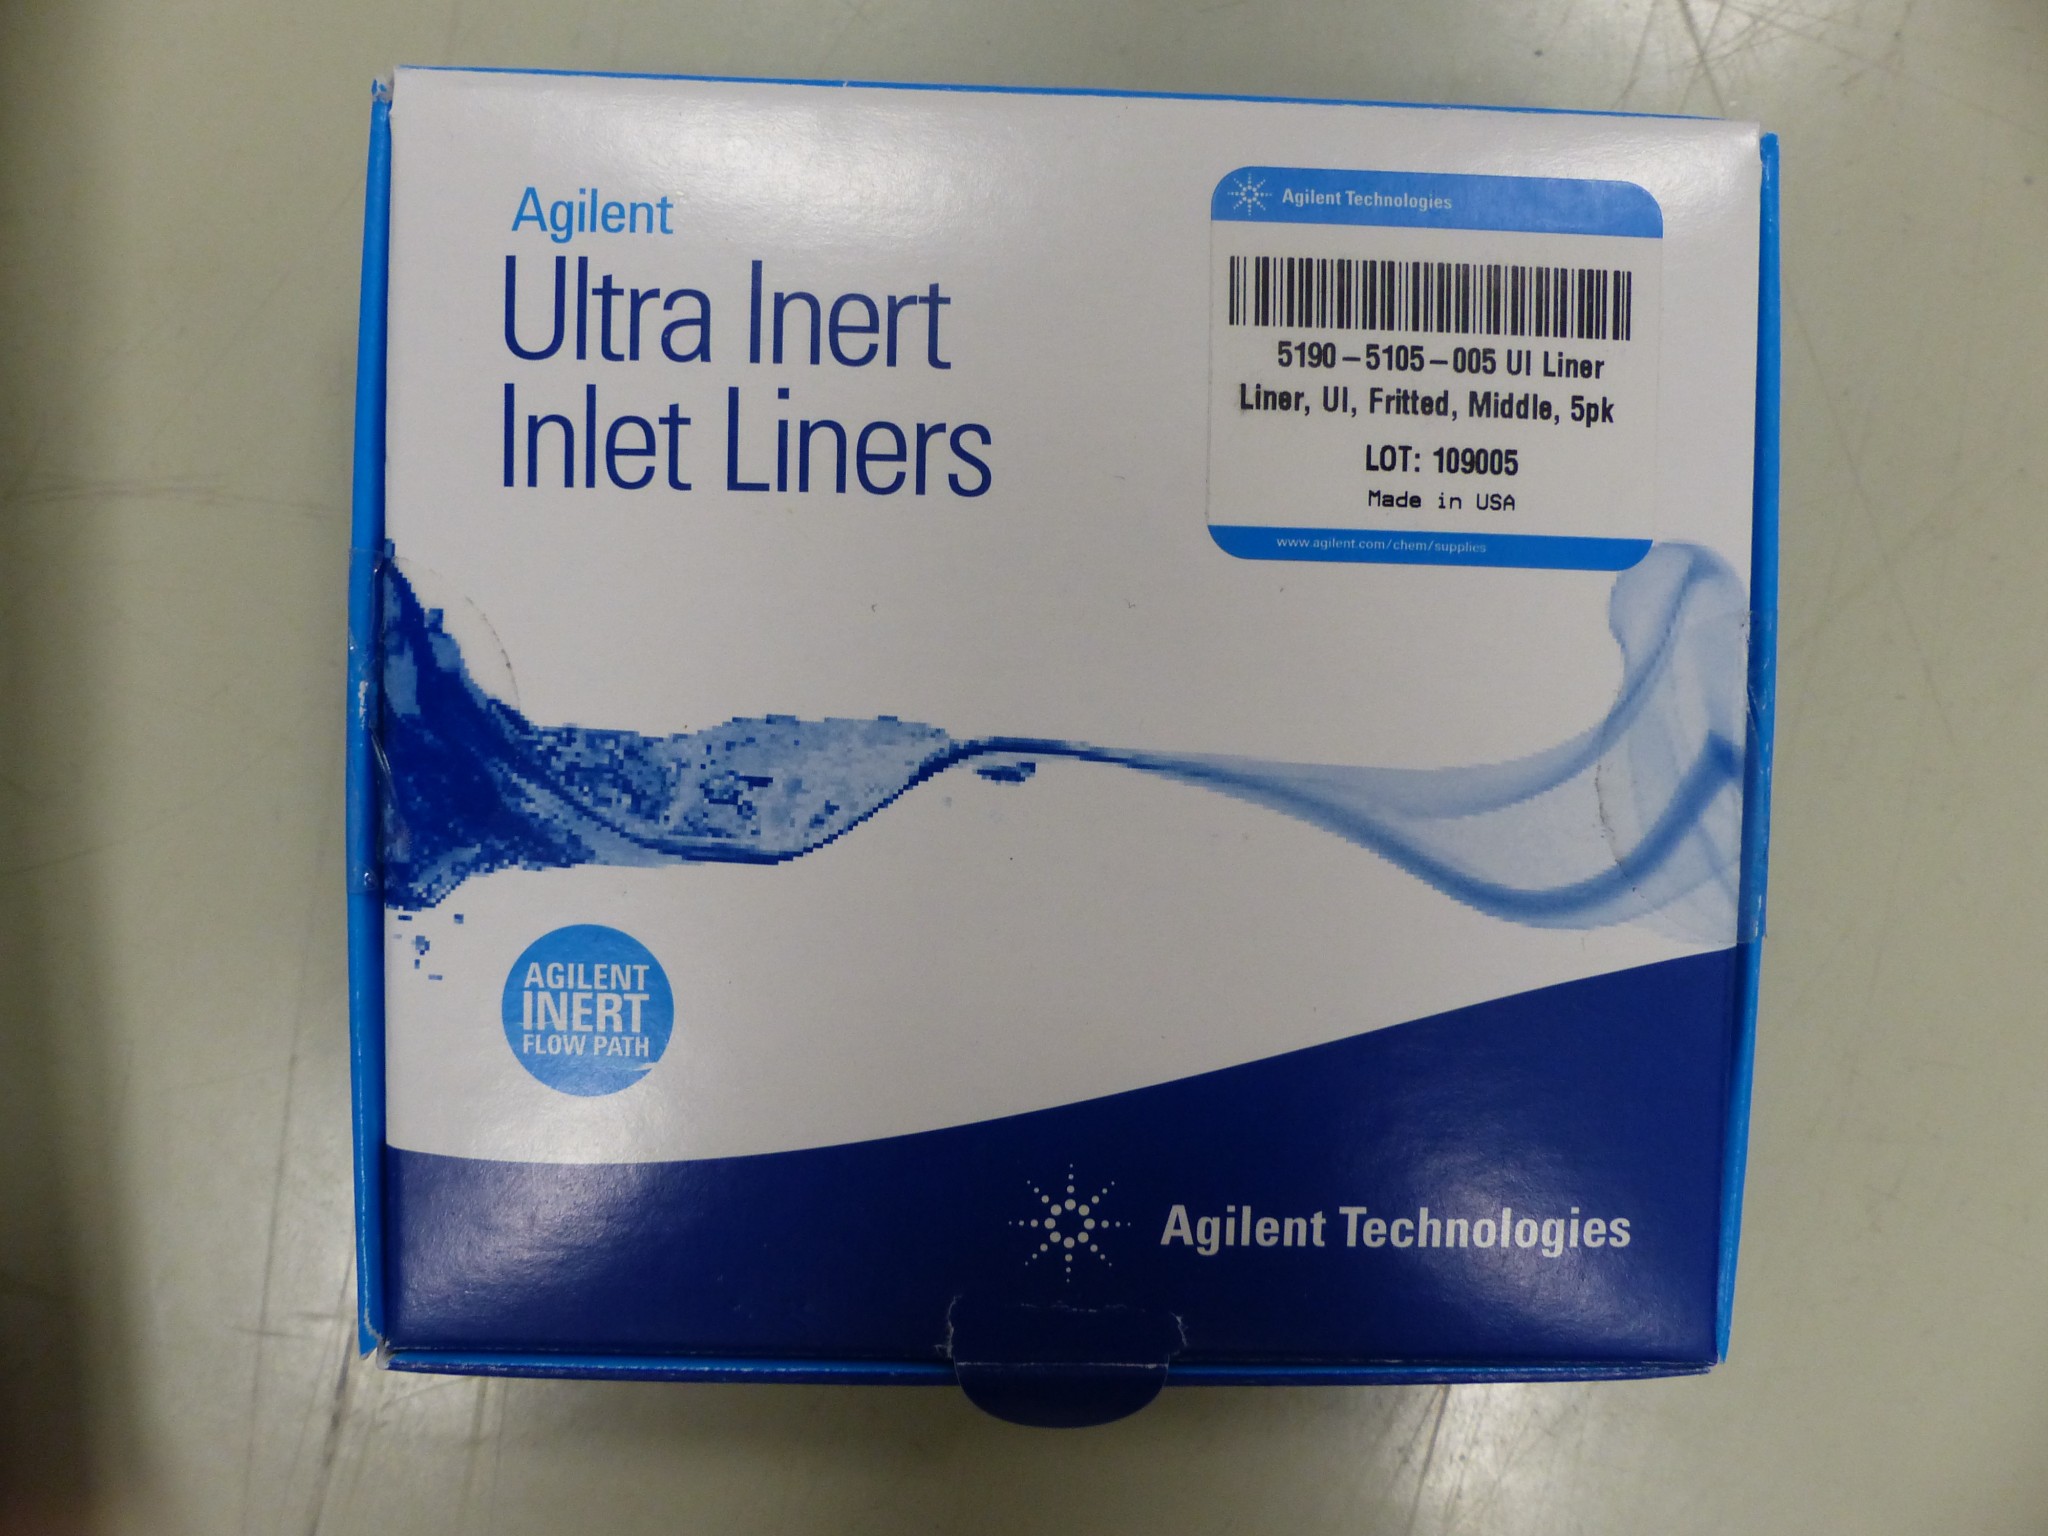 Agilent
Ultra Inert
Inlet Liners
Agilent Technologies
5190-5105-005 UI Liner
Liner, UI, Fritted, Middle, 5pk
LOT: 109005
Made in USA
www.agilent.com/chem/supplies
AGILENT
INERT
FLOW PATH
Agilent Technologies